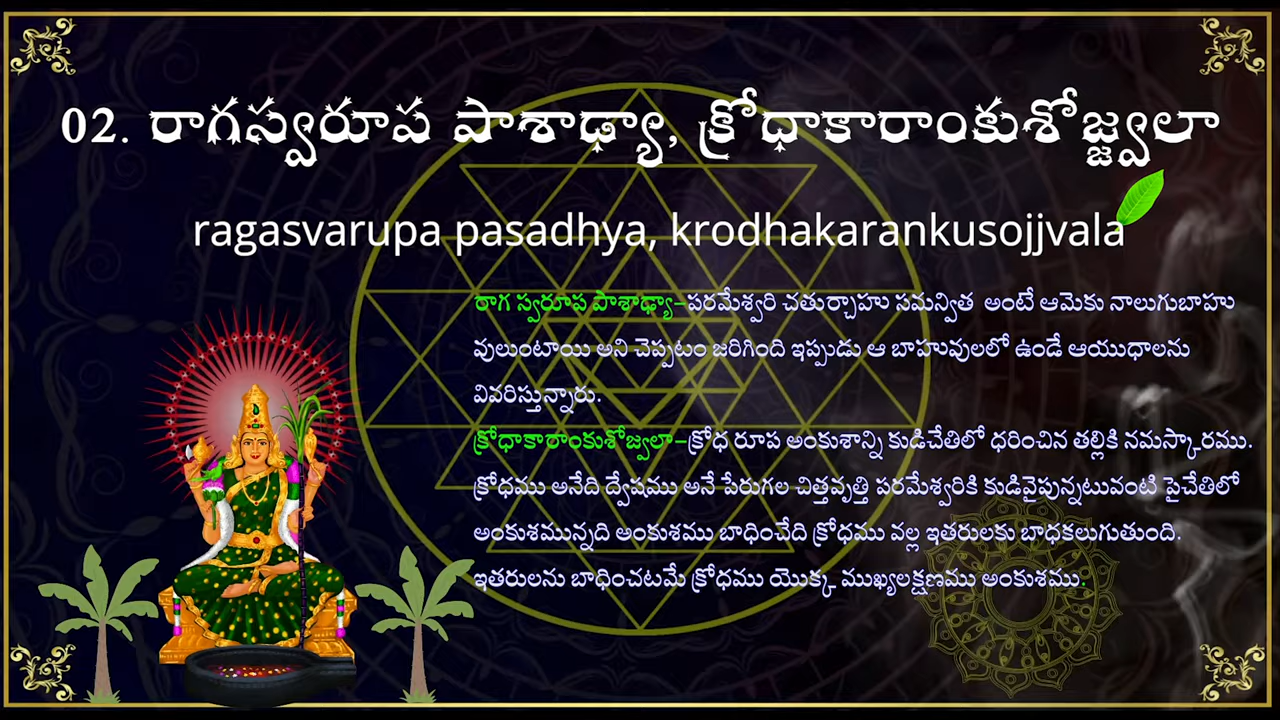 02. రాగస్వరూప పాశాఢ్యా, క్రోధాకారాంకుశోజ్జ్వలా
ragasvarupa pasadhya, krodhakarankusojjvala
రాగ స్వరూప పాశాఢ్యా-పరమేశ్వరి చతుర్బాహు సమన్విత అంటే ఆమెకు నాలుగుబాహు
వులుంటాయి అని చెప్పటం జరిగింది ఇప్పుడు ఆ బాహువులలో ఉండే ఆయుధాలను
వివరిస్తున్నారు.
క్రోధాకారాంకుశోజ్వలా-క్రోధ రూప అంకుశాన్ని కుడిచేతిలో ధరించిన తల్లికి నమస్కారము.
క్రోధము అనేది ద్వేషము అనే పేరుగల చిత్తవృత్తి పరమేశ్వరికి కుడివైపున్నటువంటి పైచేతిలో
అంకుశమున్నది అంకుశము బాధించేది క్రోధము వల్ల ఇతరులకు బాధకలుగుతుంది.
ఇతరులను బాధించటమే క్రోధము యొక్క ముఖ్యలక్షణము అంకుశము.